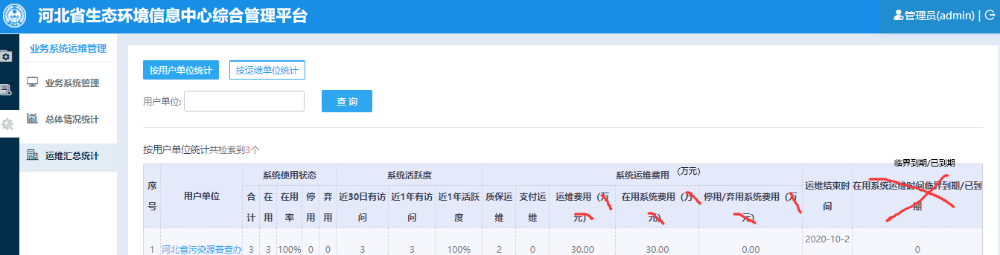 河北省生态环境信息中心综合管理平台
管理员(admin) |
业务系统运维管理
业务系统管理
总体情况统计
运维汇总统计
按用户单位统计 按运维单位统计
用户单位: 查 询
按用户单位统计共检索到3个
临界到期/已到期
序号 用户单位 系统使用状态 系统活跃度 系统运维费用 (万元) 运维结束时间 在用系统运维时间临界到期/已到期
合计 在用 在用率 停用 弃用 近30日有访问 近1年有访问 近1年活跃度 质保运维 支付运维 运维费用（万元） 在用系统费用（万元） 停用/弃用系统费用（万元）
1 河北省污染源普查办 3 3 100% 0 0 3 3 100% 2 0 30.00 30.00 0.00 2020-10-2 0